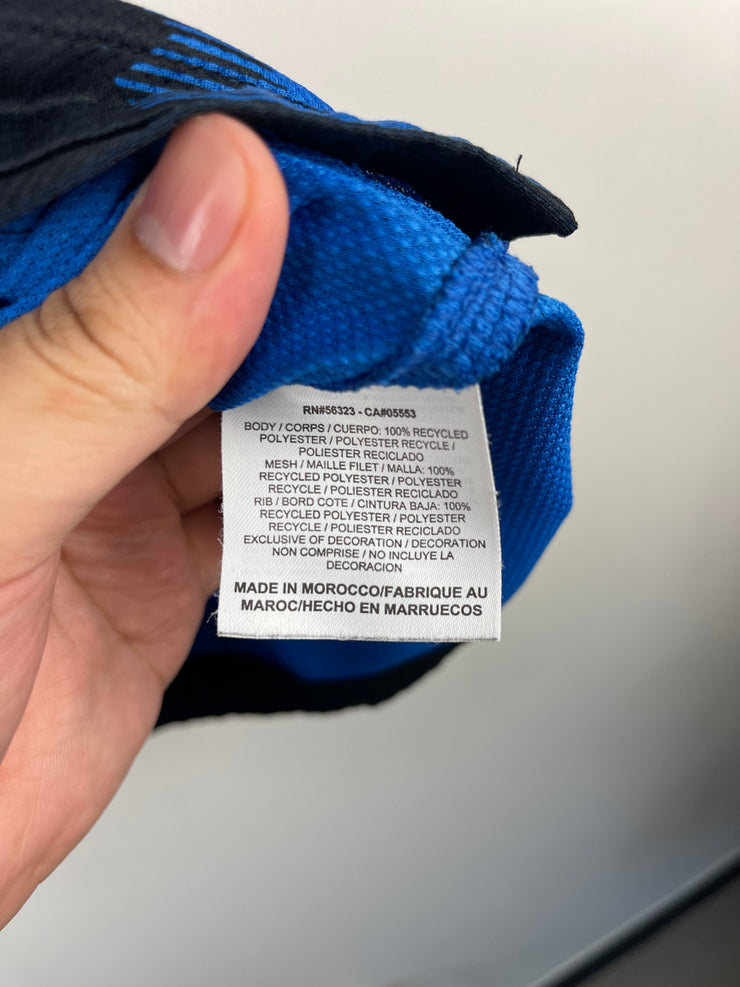 RN#56323 - CA#05553
BODY / CORPS / CUERPO: 100% RECYCLED
POLYESTER / POLYESTER RECYCLE /
POLIESTER RECICLADO
MESH / MAILLE FILET / MALLA: 100%
RECYCLED POLYESTER / POLYESTER
RECYCLE / POLIESTER RECICLADO
RIB / BORD COTE / CINTURA BAJA: 100%
RECYCLED POLYESTER / POLYESTER
RECYCLE / POLIESTER RECICLADO
EXCLUSIVE OF DECORATION / DECORATION
NON COMPRISE / NO INCLUYE LA
DECORACION
MADE IN MOROCCO/FABRIQUE AU
MAROC/HECHO EN MARRUECOS